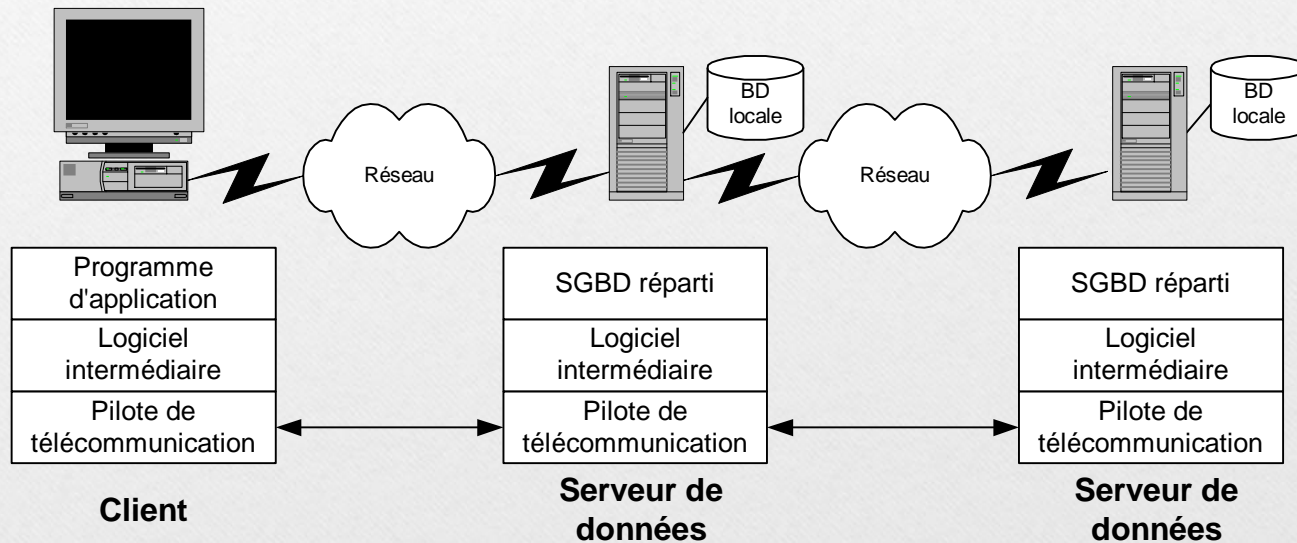 BD
locale
BD
locale
Réseau
Réseau
Programme
d'application
Logiciel
intermédiaire
Pilote de
télécommunication
Client
SGBD réparti
Logiciel
intermédiaire
Pilote de
télécommunication
Serveur de
données
SGBD réparti
Logiciel
intermédiaire
Pilote de
télécommunication
Serveur de
données